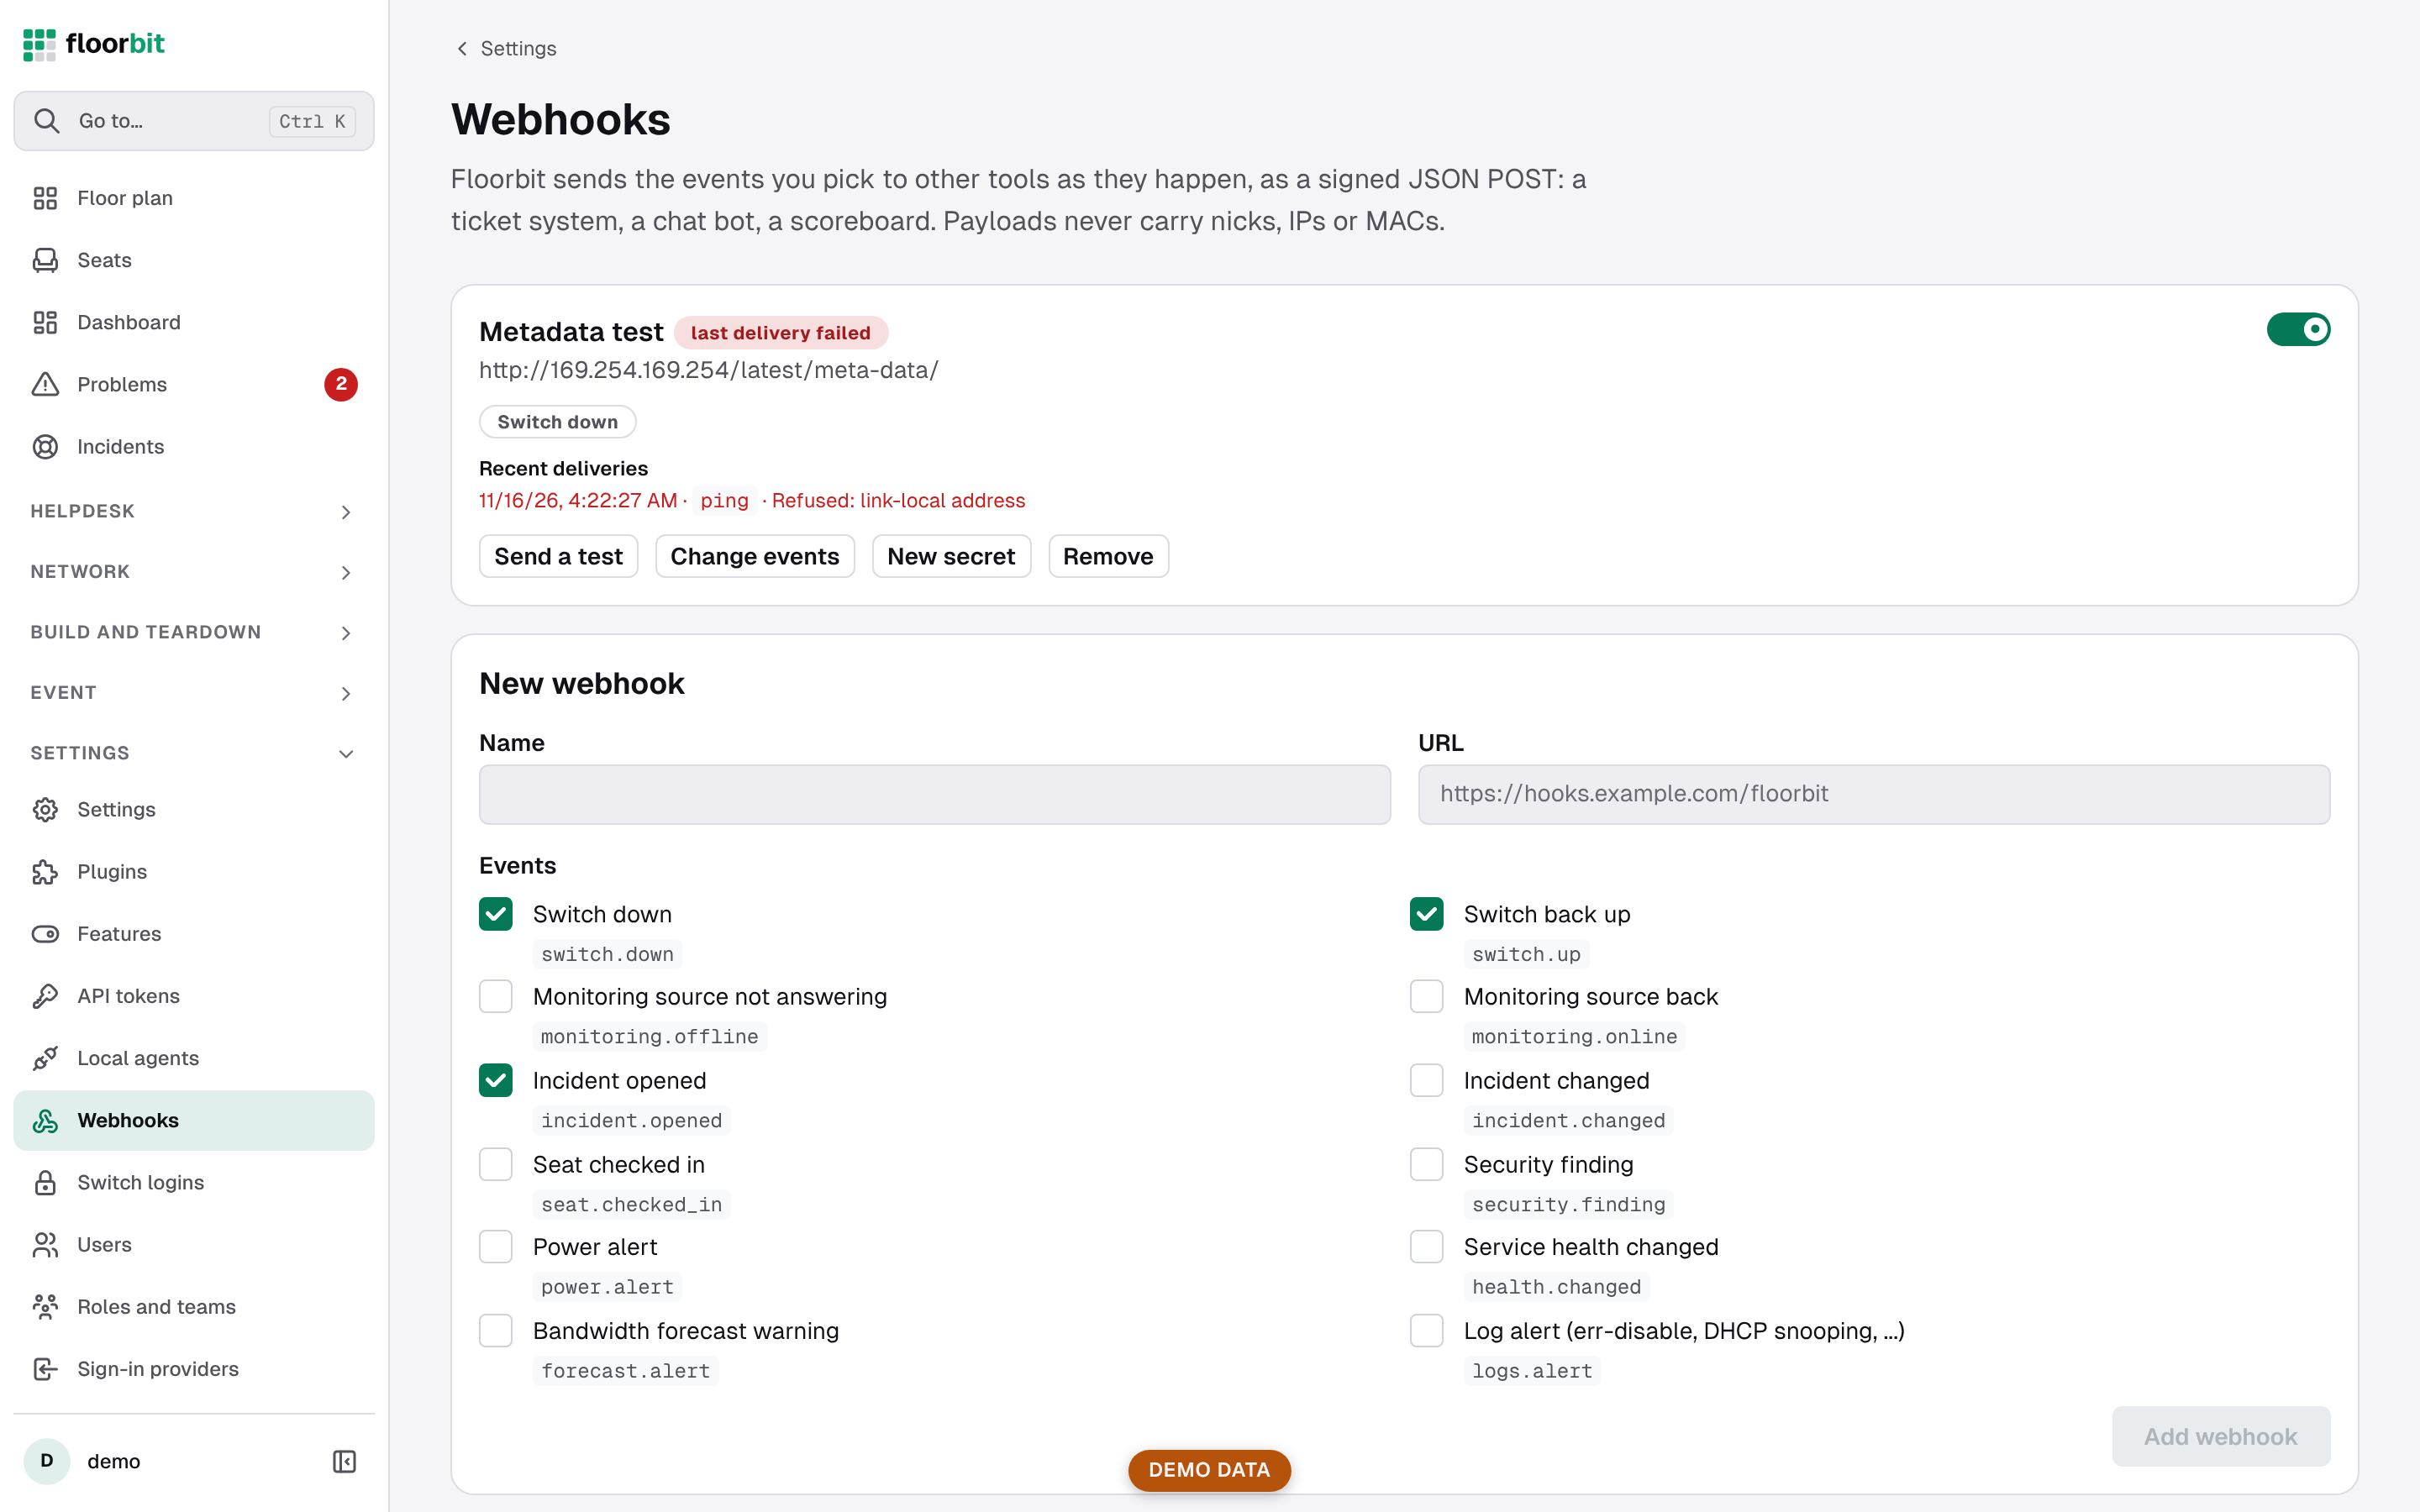 floorbit
Go to...
Ctrl K
Floor plan
Seats
Dashboard
Problems
2
Incidents
HELPDESK
NETWORK
BUILD AND TEARDOWN
EVENT
SETTINGS
Settings
Plugins
Features
API tokens
Local agents
Webhooks
Switch logins
Users
Roles and teams
Sign-in providers
D
demo
Settings
Webhooks
Floorbit sends the events you pick to other tools as they happen, as a signed JSON POST: a
ticket system, a chat bot, a scoreboard. Payloads never carry nicks, IPs or MACs.
Metadata test last delivery failed
http://169.254.169.254/latest/meta-data/
Switch down
Recent deliveries
11/16/26, 4:22:27 AM · ping · Refused: link-local address
Send a test Change events New secret Remove
New webhook
Name URL
https://hooks.example.com/floorbit
Events
Switch down Switch back up
switch.down switch.up
Monitoring source not answering Monitoring source back
monitoring.offline monitoring.online
Incident opened Incident changed
incident.opened incident.changed
Seat checked in Security finding
seat.checked_in security.finding
Power alert Service health changed
power.alert health.changed
Bandwidth forecast warning Log alert (err-disable, DHCP snooping, ...)
forecast.alert logs.alert
Add webhook
DEMO DATA